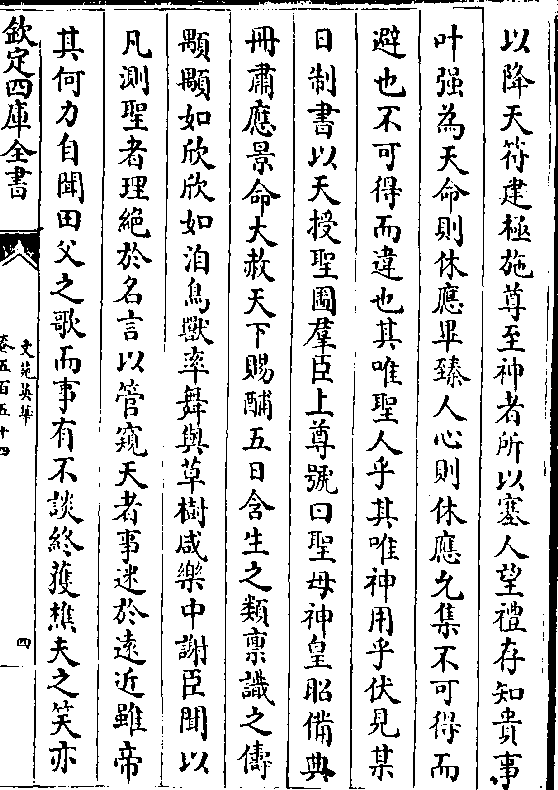 以降天符建極施尊至神者所以塞人望禮存知貴事
叶强為天命則休應畢臻人心則休應允集不可得而
避也不可得而違也其唯聖人乎其唯神用乎伏見某
日制書以天授聖圖羣臣上尊號曰聖母神皇昭備典
冊肅應景命大赦天下賜酺五日含生之類禀識之儔
顒顒如欣欣如洎鳥獸率舞與草樹咸樂中謝臣聞以
凡測聖者理絶於名言以管窺天者事迷於遠近雖帝
其何力自聞田父之歌而事有不談終獲樵夫之笑亦
欽定四庫全書
文苑英華
卷五百五十四
四